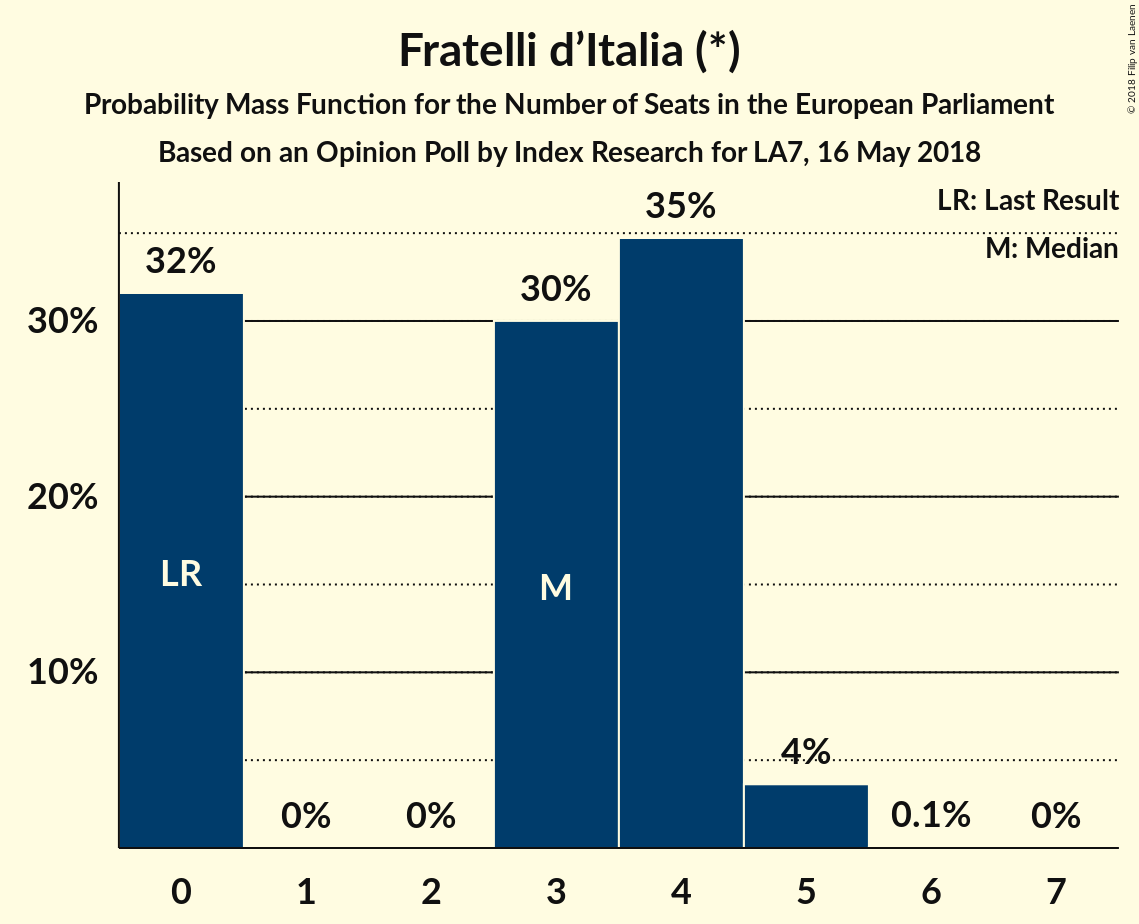 Fratelli d’Italia (*)
Probability Mass Function for the Number of Seats in the European Parliament
Based on an Opinion Poll by Index Research for LA7, 16 May 2018
© 2018 Filip van Laenen
LR: Last Result
M: Median
32%
0%
0%
30%
35%
4%
0.1%
0%
30%
20%
10%
LR
M
0 1 2 3 4 5 6 7